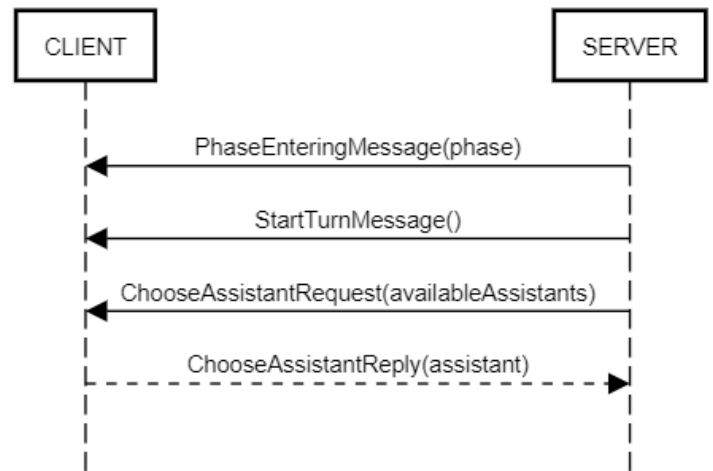 CLIENT
SERVER
PhaseEnteringMessage(phase)
StartTurnMessage()
ChooseAssistantRequest(availableAssistants)
ChooseAssistantReply(assistant)